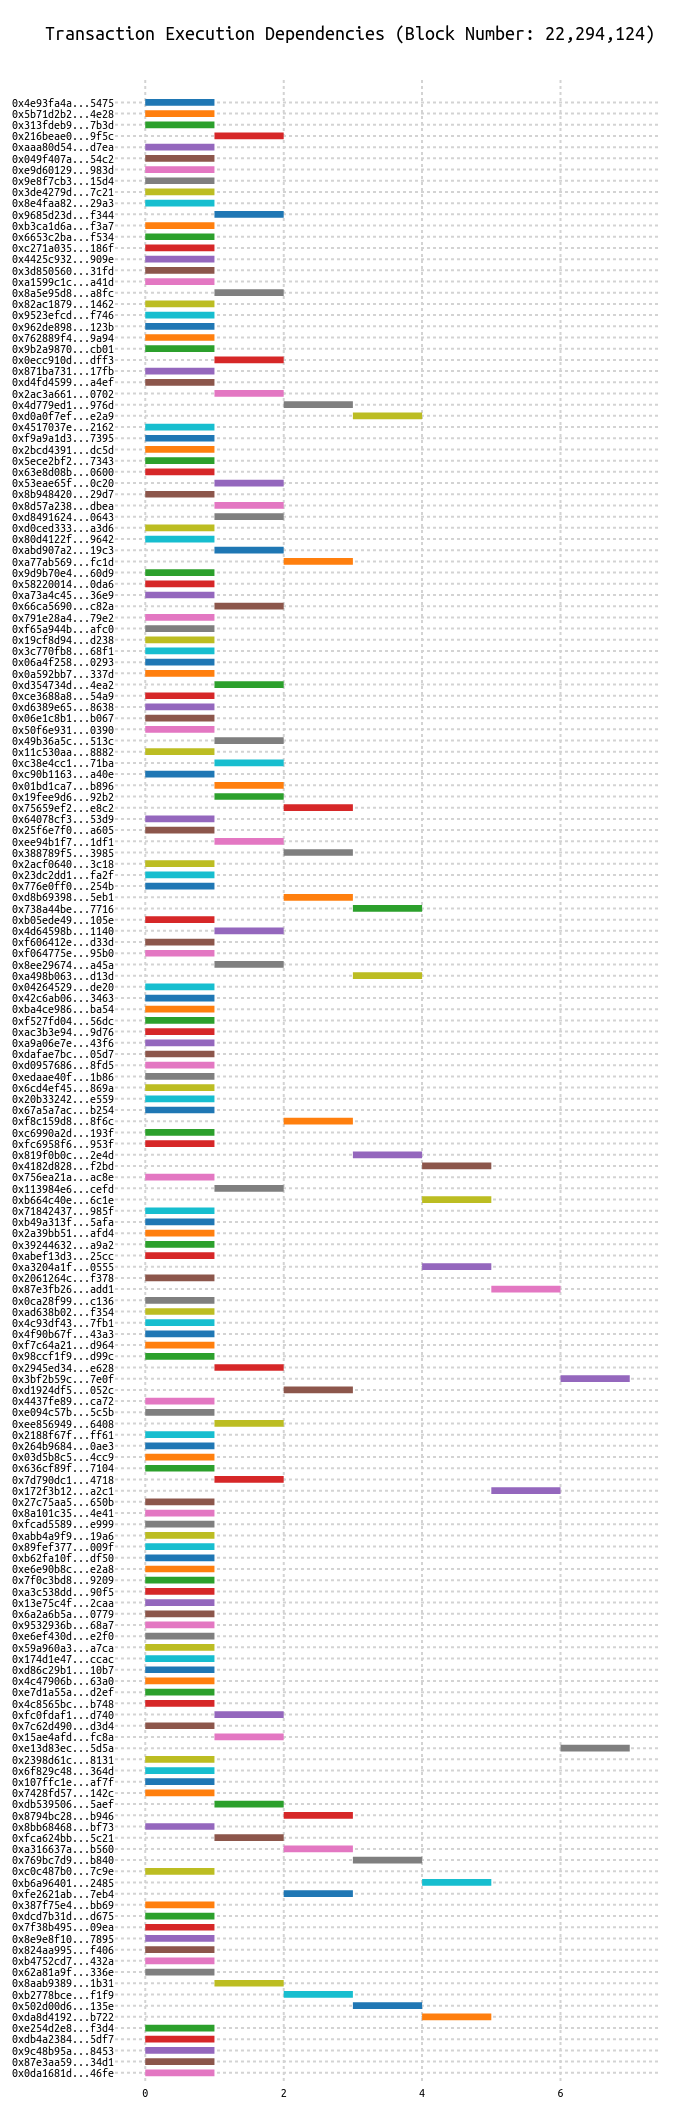 Transaction Execution Dependencies (Block Number: 22,294,124)
0x4e93fa4a...5475
0x5b71d2b2...4e28
0x313fdeb9...7b3d
0x216beae0...9f5c
0xaaa80d54...d7ea
0x049f407a...54c2
0xe9d60129...983d
0x9e8f7cb3...15d4
0x3de4279d...7c21
0x8e4faa82...29a3
0x9685d23d...f344
0xb3ca1d6a...f3a7
0x6653c2ba...f534
0xc271a035...186f
0x4425c932...909e
0x3d850560...31fd
0xa1599c1c...a41d
0x8a5e95d8...a8fc
0x82ac1879...1462
0x9523efcd...f746
0x962de898...123b
0x762889f4...9a94
0x9b2a9870...cb01
0x0ecc910d...dff3
0x871ba731...17fb
0xd4fd4599...a4ef
0x2ac3a661...0702
0x4d779ed1...976d
0xd0a0f7ef...e2a9
0x4517037e...2162
0xf9a9a1d3...7395
0x2bcd4391...dc5d
0x5ece2bf2...7343
0x63e8d08b...0600
0x53eae65f...0c20
0x8b948420...29d7
0x8d57a238...dbea
0xd8491624...0643
0xd0ced333...a3d6
0x80d4122f...9642
0xabd907a2...19c3
0xa77ab569...fc1d
0x9d9b70e4...60d9
0x58220014...0da6
0xa73a4c45...36e9
0x66ca5690...c82a
0x791e28a4...79e2
0xf65a944b...afc0
0x19cf8d94...d238
0x3c770fb8...68f1
0x06a4f258...0293
0x0a592bb7...337d
0xd354734d...4ea2
0xce3688a8...54a9
0xd6389e65...8638
0x06e1c8b1...b067
0x50f6e931...0390
0x49b36a5c...513c
0x11c530aa...8882
0xc38e4cc1...71ba
0xc90b1163...a40e
0x01bd1ca7...b896
0x19fee9d6...92b2
0x75659ef2...e8c2
0x64078cf3...53d9
0x25f6e7f0...a605
0xee94b1f7...1df1
0x388789f5...3985
0x2acf0640...3c18
0x23dc2dd1...fa2f
0x776e0ff0...254b
0xd8b69398...5eb1
0x738a44be...7716
0xb05ede49...105e
0x4d64598b...1140
0xf606412e...d33d
0xf064775e...95b0
0x8ee29674...a45a
0xa498b063...d13d
0x04264529...de20
0x42c6ab06...3463
0xba4ce986...ba54
0xf527fd04...56dc
0xac3b3e94...9d76
0xa9a06e7e...43f6
0xdafae7bc...05d7
0xd0957686...8fd5
0xedaae40f...1b86
0x6cd4ef45...869a
0x20b33242...e559
0x67a5a7ac...b254
0xf8c159d8...8f6c
0xc6990a2d...193f
0xfc6958f6...953f
0x819f0b0c...2e4d
0x4182d828...f2bd
0x756ea21a...ac8e
0x113984e6...cefd
0xb664c40e...6c1e
0x71842437...985f
0xb49a313f...5afa
0x2a39bb51...afd4
0x39244632...a9a2
0xabef13d3...25cc
0xa3204a1f...0555
0x2061264c...f378
0x87e3fb26...add1
0x0ca28f99...c136
0xad638b02...f354
0x4c93df43...7fb1
0x4f90b67f...43a3
0xf7c64a21...d964
0x98ccf1f9...d99c
0x2945ed34...e628
0x3bf2b59c...7e0f
0xd1924df5...052c
0x4437fe89...ca72
0xe094c57b...5c5b
0xee856949...6408
0x2188f67f...ff61
0x264b9684...0ae3
0x03d5b8c5...4cc9
0x636cf89f...7104
0x7d790dc1...4718
0x172f3b12...a2c1
0x27c75aa5...650b
0x8a101c35...4e41
0xfcad5589...e999
0xabb4a9f9...19a6
0x89fef377...009f
0xb62fa10f...df50
0xe6e90b8c...e2a8
0x7f0c3bd8...9209
0xa3c538dd...90f5
0x13e75c4f...2caa
0x6a2a6b5a...0779
0x9532936b...68a7
0xe6ef430d...e2f0
0x59a960a3...a7ca
0x174d1e47...ccac
0xd86c29b1...10b7
0x4c47906b...63a0
0xe7d1a55a...d2ef
0x4c8565bc...b748
0xfc0fdaf1...d740
0x7c62d490...d3d4
0x15ae4afd...fc8a
0xe13d83ec...5d5a
0x2398d61c...8131
0x6f829c48...364d
0x107ffc1e...af7f
0x7428fd57...142c
0xdb539506...5aef
0x8794bc28...b946
0x8bb68468...bf73
0xfca624bb...5c21
0xa316637a...b560
0x769bc7d9...b840
0xc0c487b0...7c9e
0xb6a96401...2485
0xfe2621ab...7eb4
0x387f75e4...bb69
0xdcd7b31d...d675
0x7f38b495...09ea
0x8e9e8f10...7895
0x824aa995...f406
0xb4752cd7...432a
0x62a81a9f...336e
0x8aab9389...1b31
0xb2778bce...f1f9
0x502d00d6...135e
0xda8d4192...b722
0xe254d2e8...f3d4
0xdb4a2384...5df7
0x9c48b95a...8453
0x87e3aa59...34d1
0x0da1681d...46fe
0 2 4 6